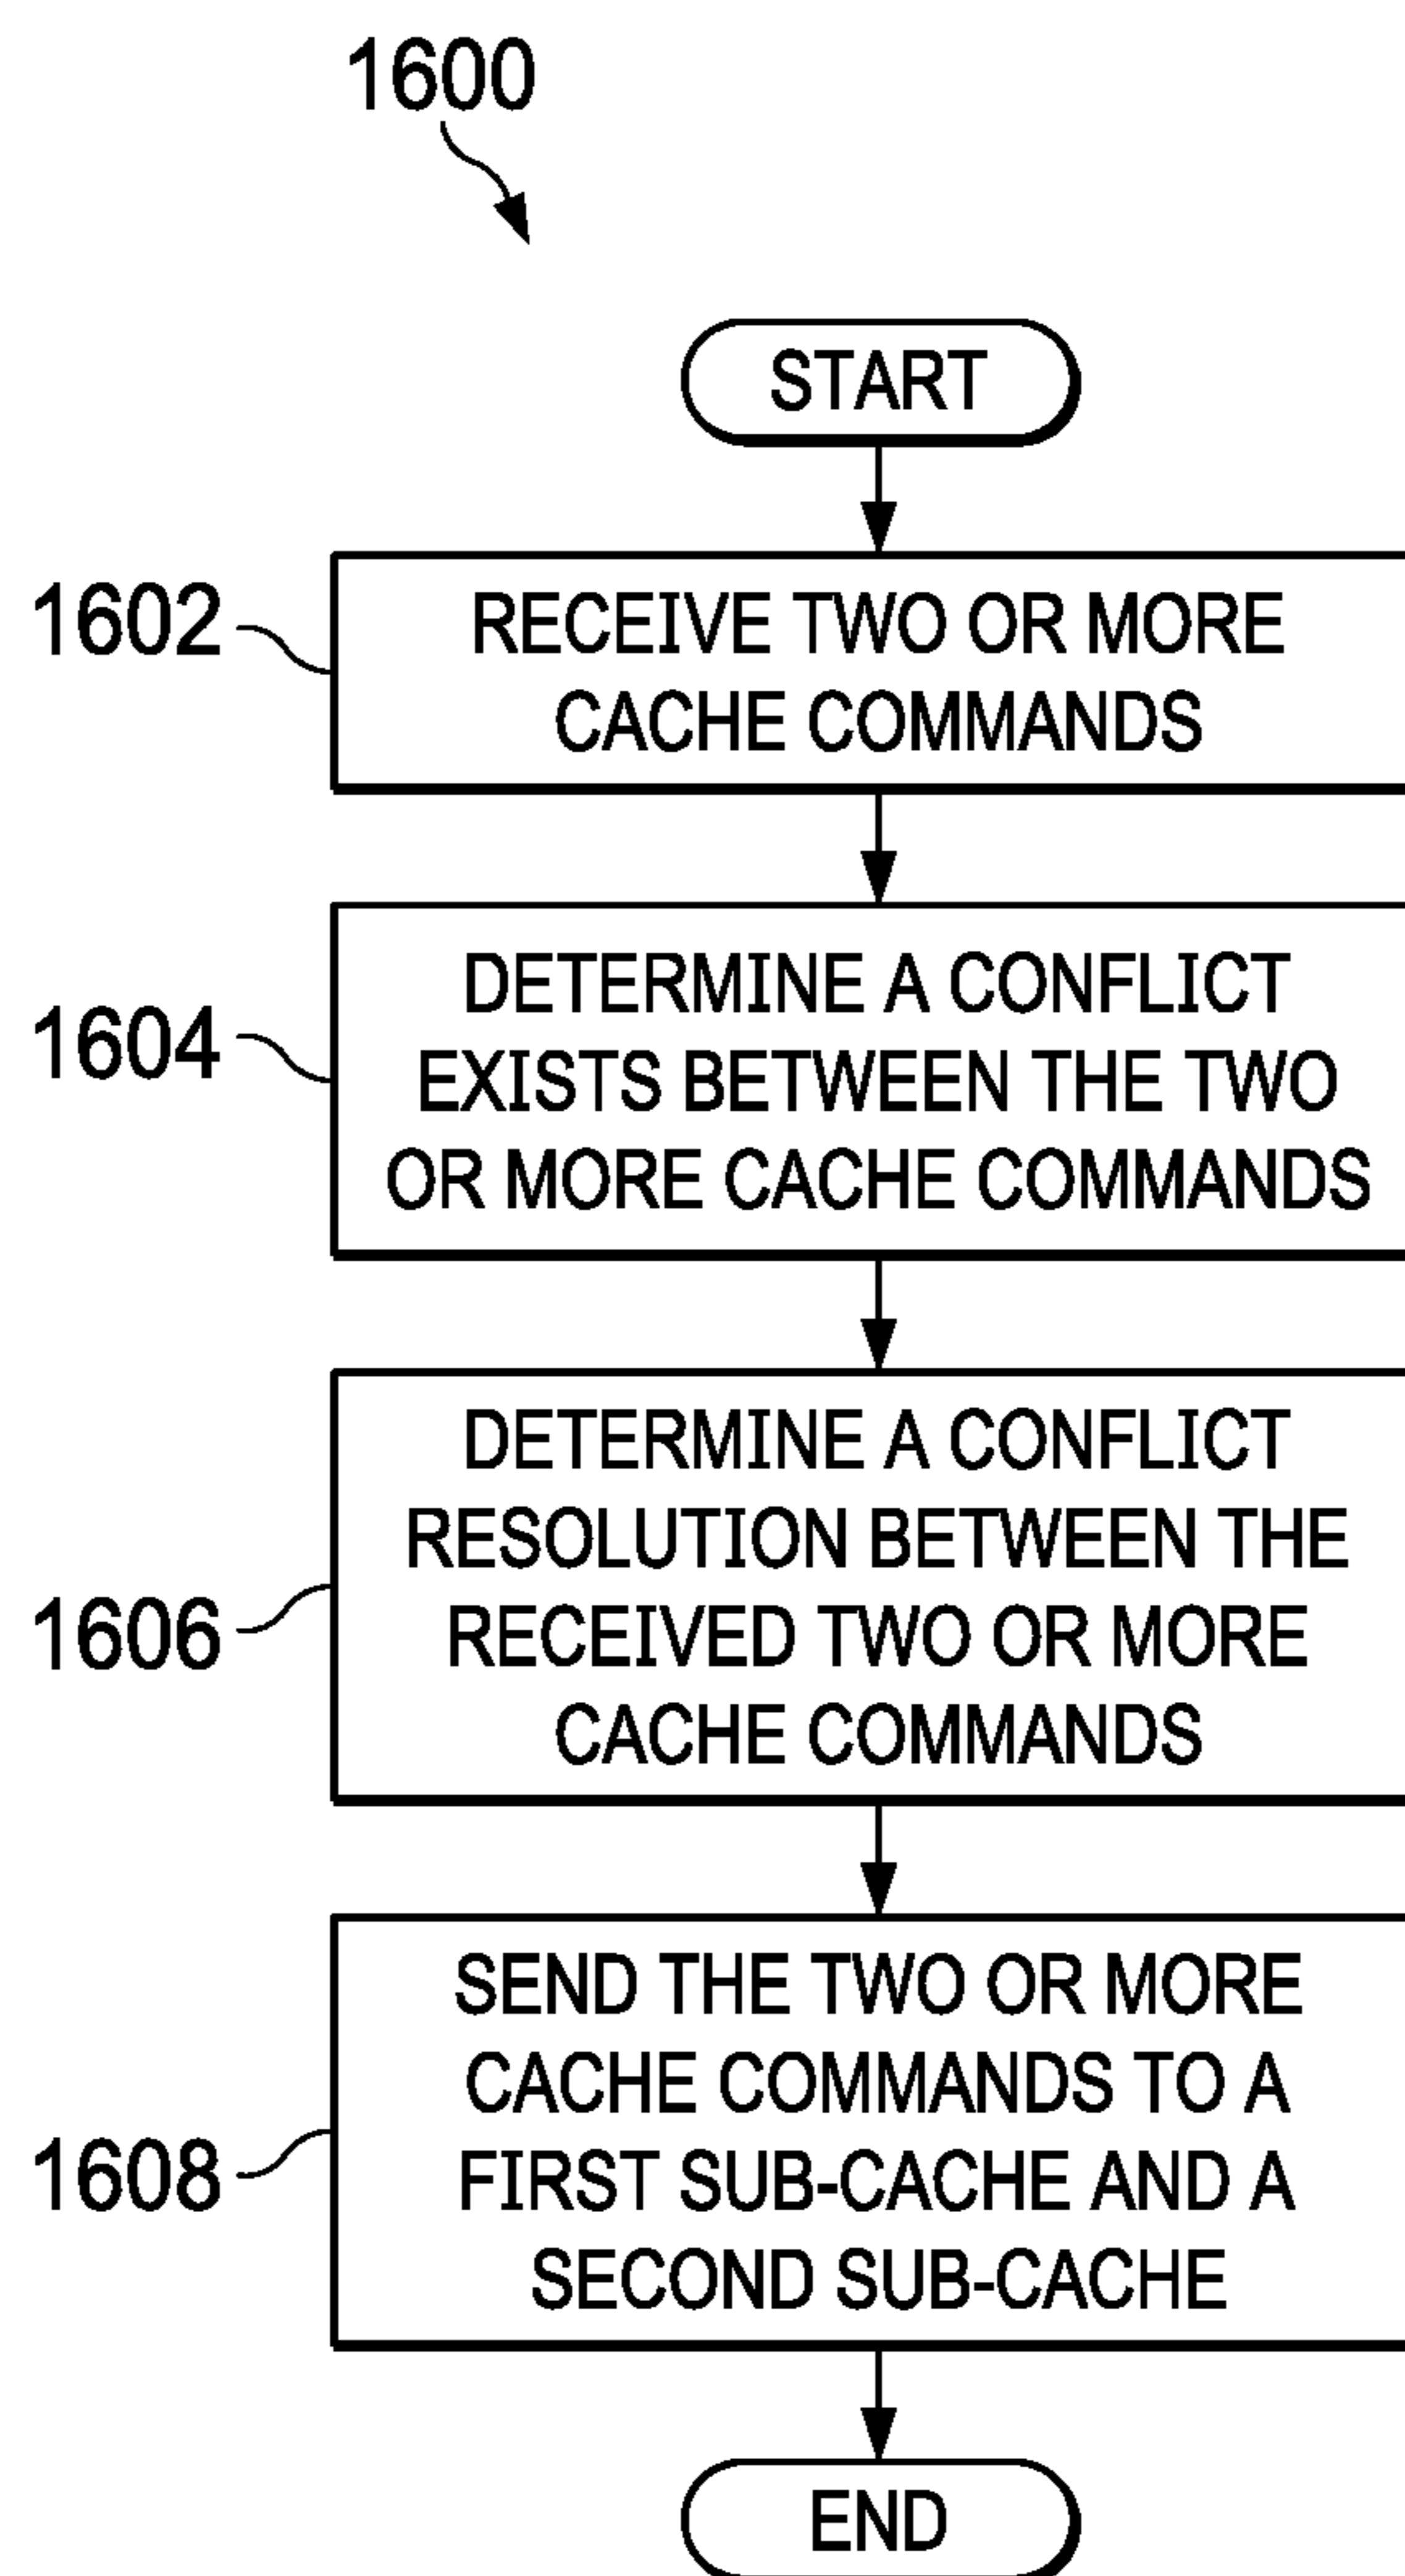 1600
START
1602
RECEIVE TWO OR MORE
CACHE COMMANDS
1604
DETERMINE A CONFLICT
EXISTS BETWEEN THE TWO
OR MORE CACHE COMMANDS
1606
DETERMINE A CONFLICT
RESOLUTION BETWEEN THE
RECEIVED TWO OR MORE
CACHE COMMANDS
1608
SEND THE TWO OR MORE
CACHE COMMANDS TO A
FIRST SUB-CACHE AND A
SECOND SUB-CACHE
END